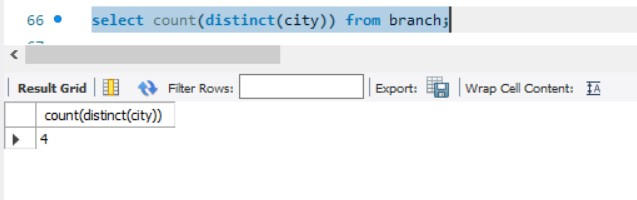 66 select count(distinct(city)) from branch;
Result Grid Filter Rows: Export: Wrap Cell Content: IA
count(distinct(city))
4